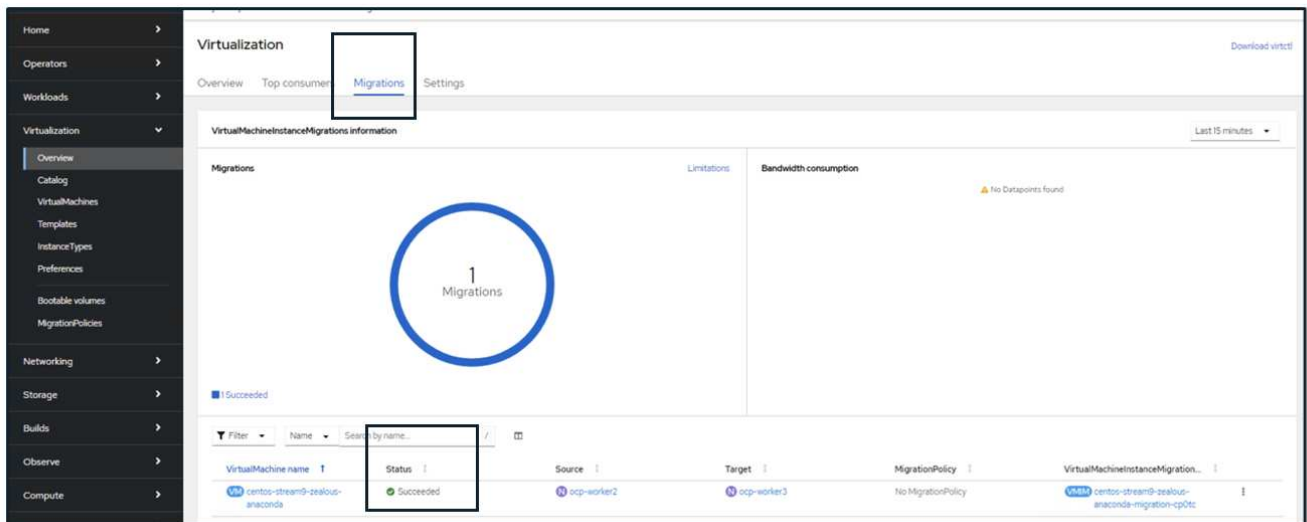 Home
Operators
Workloads
Virtualization
Overview
Catalog
VirtualMachines
Templates
InstanceTypes
Preferences
Bootable volumes
MigrationPolicies
Networking
Storage
Builds
Observe
Compute
Virtualization
Download virtctl
Overview Top consumer Migrations Settings
VirtualMachineInstanceMigrations information
Last 15 minutes
Migrations
Limitations
Bandwidth consumption
No Datapoints found
1
Migrations
1 Succeeded
Filter Name Search by name... /
VirtualMachine name Status Source Target MigrationPolicy VirtualMachineInstanceMigration...
VM centos-stream9-zealous-anaconda
Succeeded
N ocp-worker2
N ocp-worker3
No MigrationPolicy
VMIM centos-stream9-zealous-
anaconda-migration-cp0tc